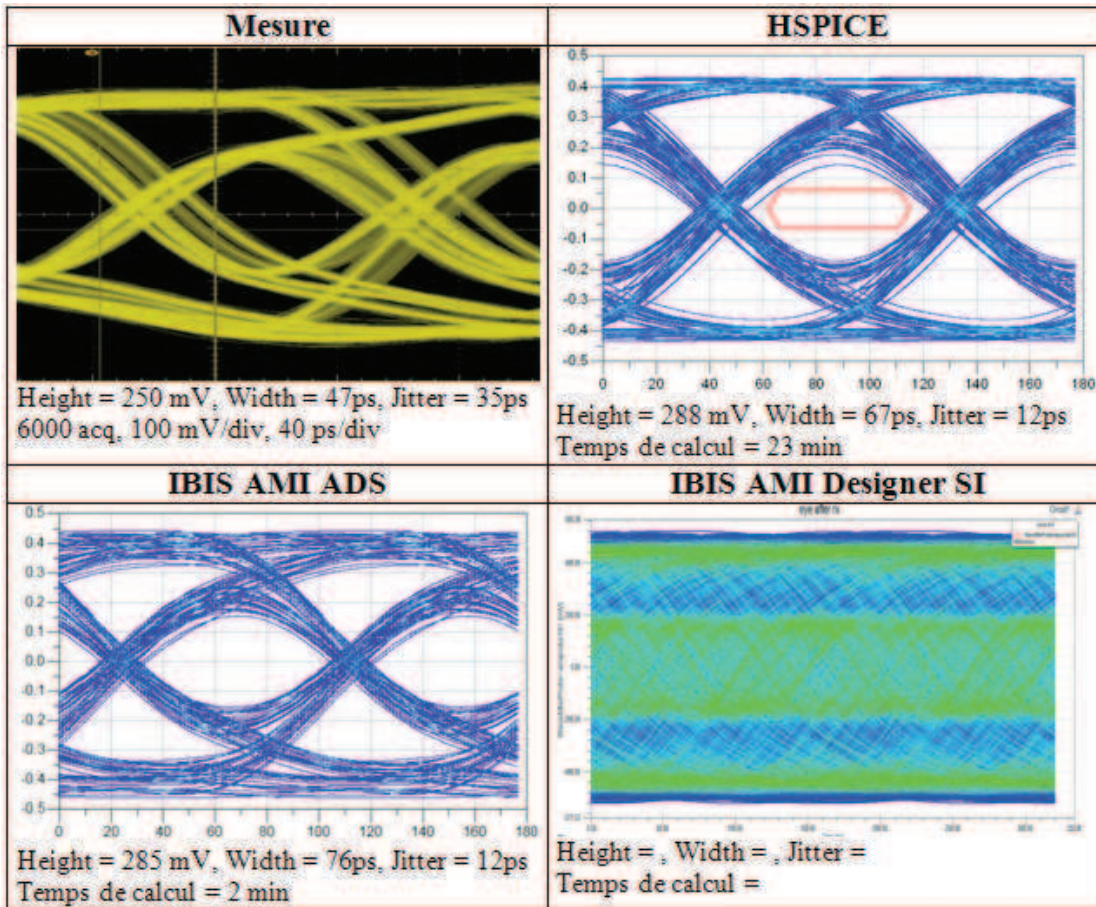 Mesure
HSPICE
0.5
0.4
0.3
0.2
0.1
0.0
-0.1
-0.2
-0.3
-0.4
-0.5
0 20 40 60 80 100 120 140 160 180
Height = 250 mV, Width = 47ps, Jitter = 35ps
6000 acq, 100 mV/div, 40 ps/div
Height = 288 mV, Width = 67ps, Jitter = 12ps
Temps de calcul = 23 min
IBIS AMI ADS
IBIS AMI Designer SI
0.5
0.4
0.3
0.2
0.1
0.0
-0.1
-0.2
-0.3
-0.4
-0.5
0 20 40 60 80 100 120 140 160 180
eye after rx
Height = 285 mV, Width = 76ps, Jitter = 12ps
Temps de calcul = 2 min
Height = , Width = , Jitter =
Temps de calcul =